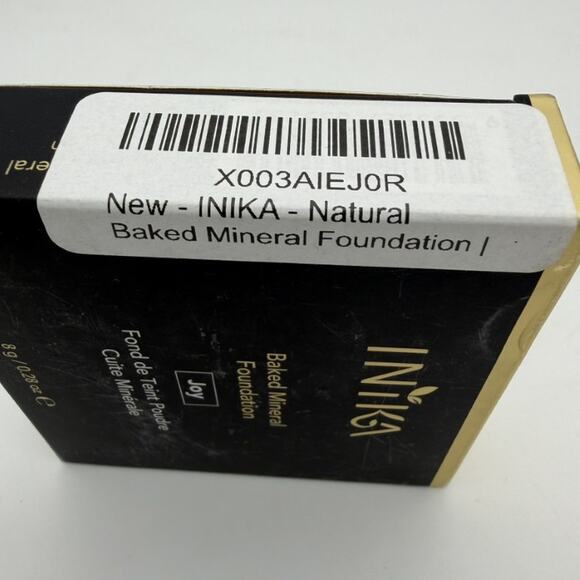 X003AIEJ0R
New - INIKA - Natural
Baked Mineral Foundation |
INIKA
Baked Mineral
Foundation
Joy
Fond de Teint Poudre
Cuite Minérale
8 g / 0.28 oz ℮